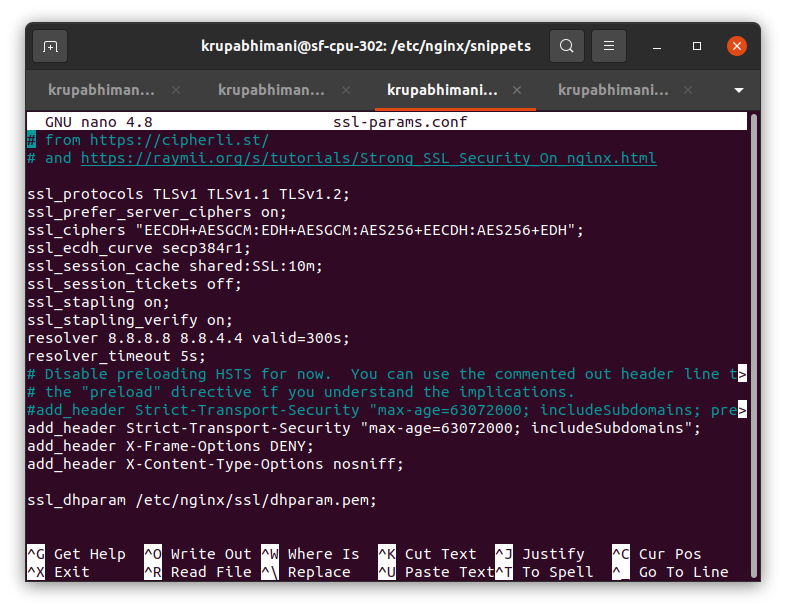 krupabhimani@sf-cpu-302: /etc/nginx/snippets
krupabhiman... × krupabhiman... × krupabhimani... × krupabhimani... ×
GNU nano 4.8 ssl-params.conf
# from https://cipherli.st/
# and https://raymii.org/s/tutorials/Strong_SSL_Security_On_nginx.html
ssl_protocols TLSv1 TLSv1.1 TLSv1.2;
ssl_prefer_server_ciphers on;
ssl_ciphers "EECDH+AESGCM:EDH+AESGCM:AES256+EECDH:AES256+EDH";
ssl_ecdh_curve secp384r1;
ssl_session_cache shared:SSL:10m;
ssl_session_tickets off;
ssl_stapling on;
ssl_stapling_verify on;
resolver 8.8.8.8 8.8.4.4 valid=300s;
resolver_timeout 5s;
# Disable preloading HSTS for now.  You can use the commented out header line t>
# the "preload" directive if you understand the implications.
#add_header Strict-Transport-Security "max-age=63072000; includeSubdomains; pre>
add_header Strict-Transport-Security "max-age=63072000; includeSubdomains";
add_header X-Frame-Options DENY;
add_header X-Content-Type-Options nosniff;
ssl_dhparam /etc/nginx/ssl/dhparam.pem;
^G Get Help ^O Write Out ^W Where Is ^K Cut Text ^J Justify ^C Cur Pos
^X Exit ^R Read File ^\ Replace ^U Paste Text ^T To Spell ^_ Go To Line